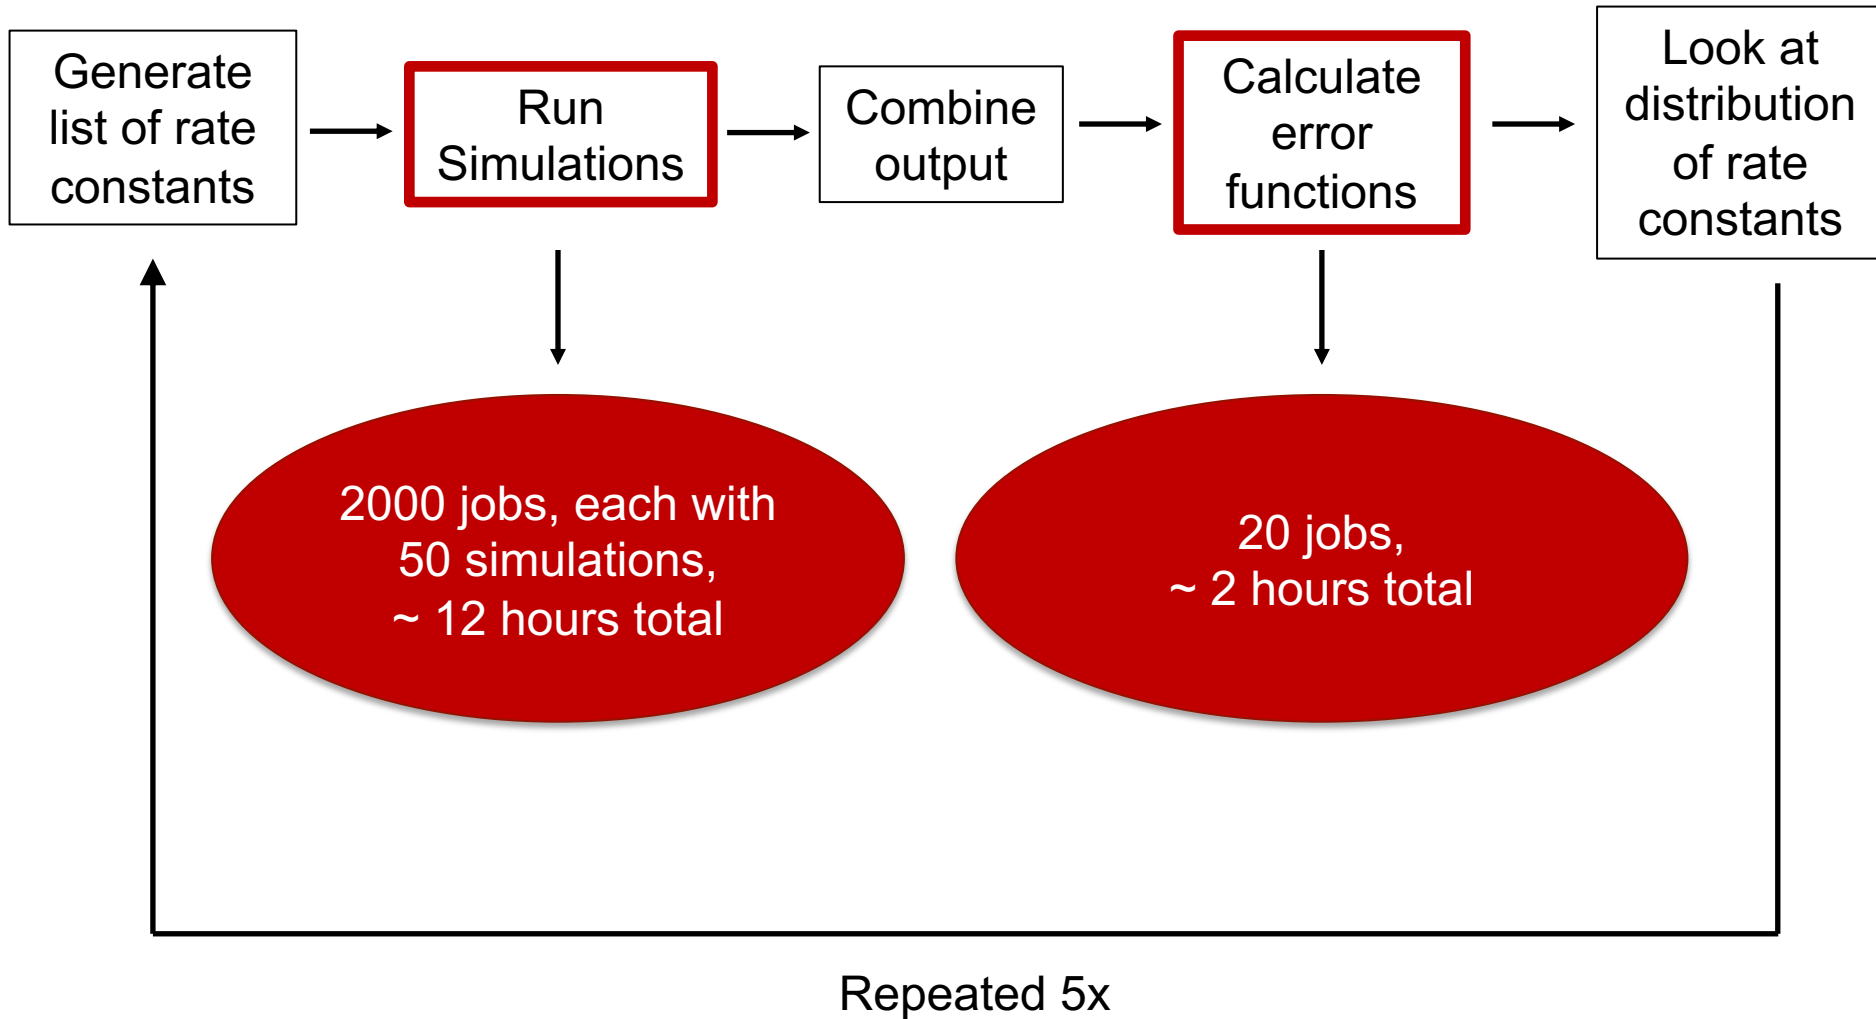 Generate
list of rate
constants
Run
Simulations
Combine
output
Calculate
error
functions
Look at
distribution
of rate
constants
2000 jobs, each with
50 simulations,
~ 12 hours total
20 jobs,
~ 2 hours total
Repeated 5x